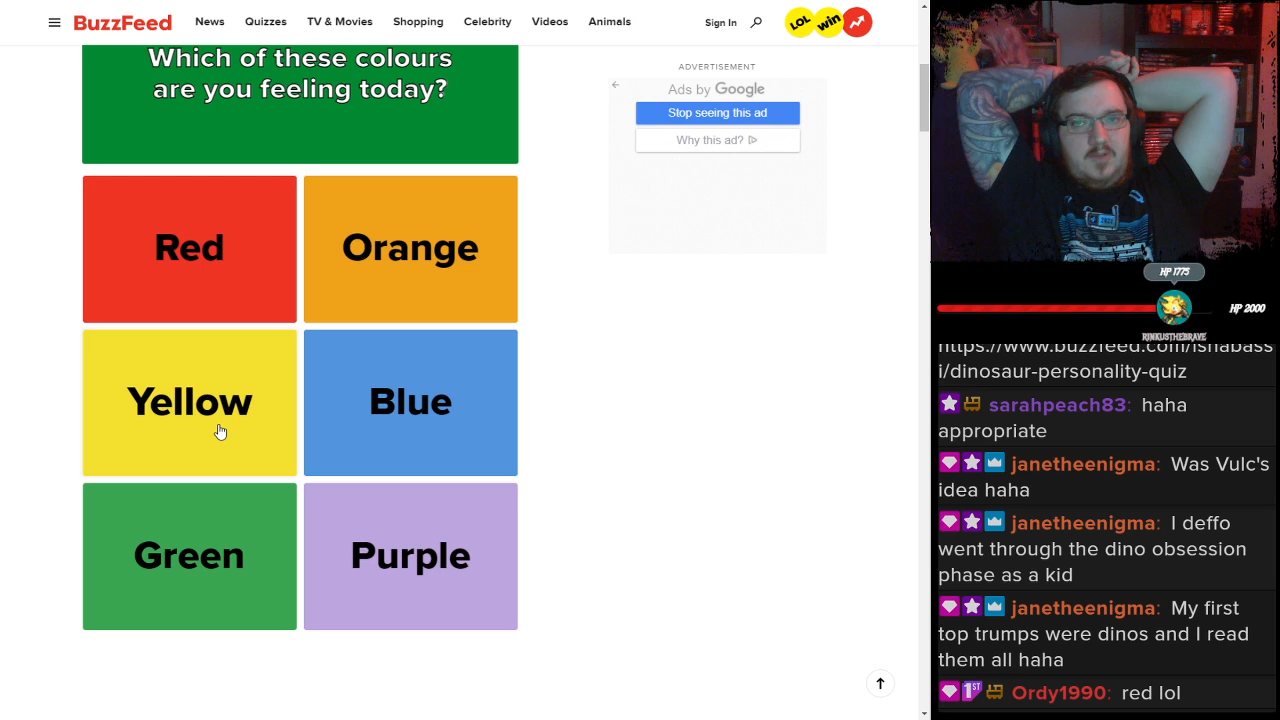 BuzzFeed
News
Quizzes
TV & Movies
Shopping
Celebrity
Videos
Animals
Sign In
LOL
win
Which of these colours
are you feeling today?
Red
Orange
Yellow
Blue
Green
Purple
ADVERTISEMENT
Ads by Google
Stop seeing this ad
Why this ad?
HP 1775
HP 2000
RINKUSTHEBRAVE
https://www.buzzfeed.com/ishabass
i/dinosaur-personality-quiz
sarahpeach83: haha
appropriate
janetheenigma: Was Vulc's
idea haha
janetheenigma: I deffo
went through the dino obsession
phase as a kid
janetheenigma: My first
top trumps were dinos and I read
them all haha
1ST Ordy1990: red lol